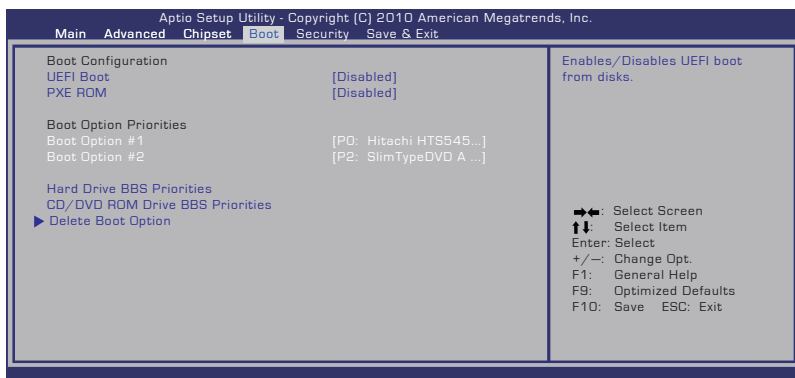 Aptio Setup Utility - Copyright (C) 2010 American Megatrends, Inc.
Main Advanced Chipset Boot Security Save & Exit
Boot Configuration
UEFI Boot [Disabled]
PXE ROM [Disabled]
Boot Option Priorities
Boot Option #1 [P0: Hitachi HTS545...]
Boot Option #2 [P2: SlimTypeDVD A ...]
Hard Drive BBS Priorities
CD/DVD ROM Drive BBS Priorities
Delete Boot Option
Enables/Disables UEFI boot
from disks.
→←: Select Screen
↑↓: Select Item
Enter: Select
+/—: Change Opt.
F1: General Help
F9: Optimized Defaults
F10: Save ESC: Exit